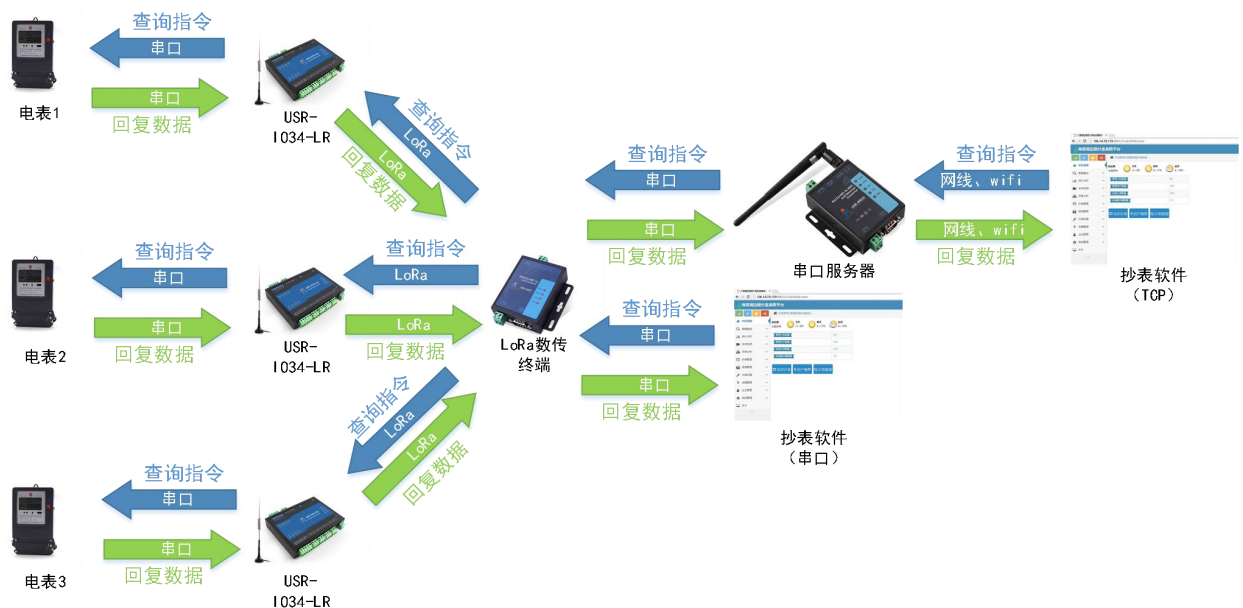 查询指令
串口
串口
回复数据
电表1
USR-
IO34-LR
查询指令
LoRa
LoRa
回复数据
查询指令
串口
串口
回复数据
电表2
USR-
IO34-LR
查询指令
LoRa
LoRa
回复数据
LoRa数传
终端
查询指令
串口
串口
回复数据
串口服务器
查询指令
网线、wifi
网线、wifi
回复数据
抄表软件
（TCP）
查询指令
串口
串口
回复数据
抄表软件
（串口）
查询指令
LoRa
LoRa
回复数据
查询指令
串口
串口
回复数据
电表3
USR-
IO34-LR